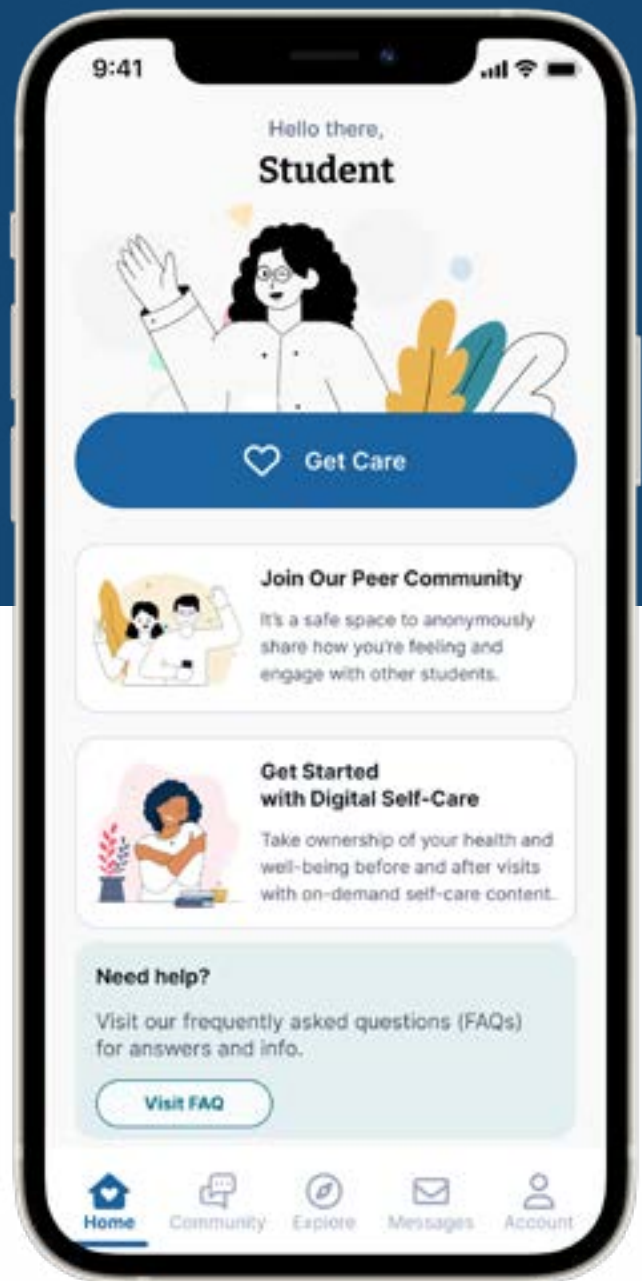 9:41
Hello there,
Student
Get Care
Join Our Peer Community
It's a safe space to anonymously
share how you're feeling and
engage with other students.
Get Started
with Digital Self-Care
Take ownership of your health and
well-being before and after visits
with on-demand self-care content.
Need help?
Visit our frequently asked questions (FAQs)
for answers and info.
Visit FAQ
Home Community Explore Messages Account